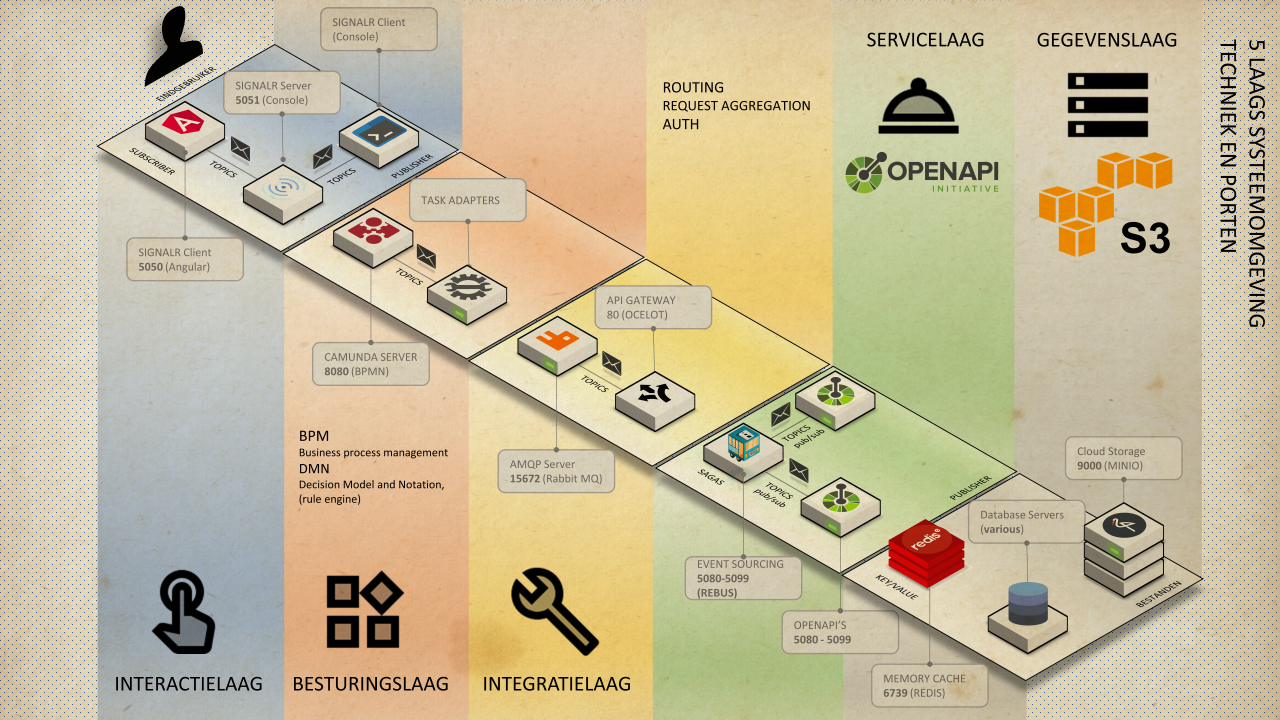 SIGNALR Client
(Console)
SERVICELAAG
GEGEVENSLAAG
5 LAAGS SYSTEEMOMGEVING
TECHNIEK EN PORTEN
EINDGEBRUIKER
SIGNALR Server
5051 (Console)
ROUTING
REQUEST AGGREGATION
AUTH
SUBSCRIBER
TOPICS
TOPICS
PUBLISHER
OPENAPI
INITIATIVE
S3
TASK ADAPTERS
SIGNALR Client
5050 (Angular)
TOPICS
API GATEWAY
80 (OCELOT)
CAMUNDA SERVER
8080 (BPMN)
TOPICS
BPM
Business process management
DMN
Decision Model and Notation,
(rule engine)
AMQP Server
15672 (Rabbit MQ)
TOPICS
pub/sub
SAGAS
TOPICS
pub/sub
PUBLISHER
Cloud Storage
9000 (MINIO)
Database Servers
(various)
redis
KEYVALUE
BESTANDEN
EVENT SOURCING
5080-5099
(REBUS)
OPENAPI'S
5080 - 5099
MEMORY CACHE
6739 (REDIS)
INTERACTIELAAG
BESTURINGSLAAG
INTEGRATIELAAG